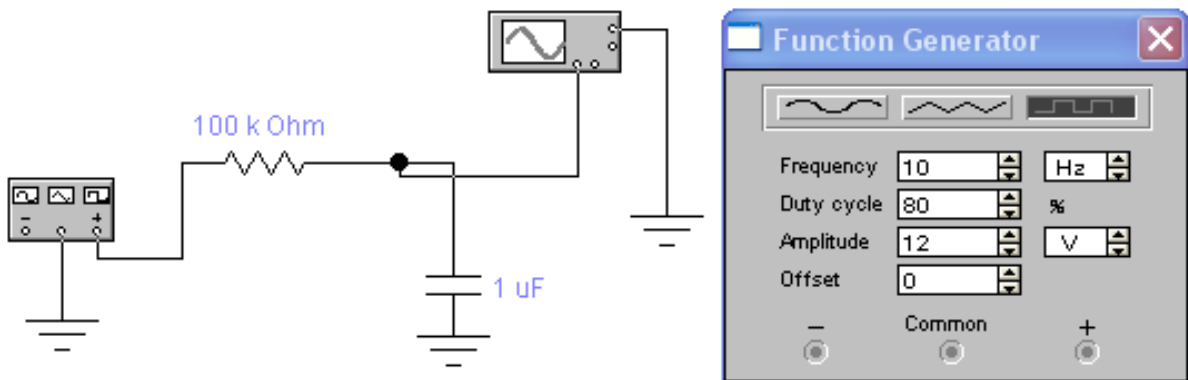 100 k Ohm
1 uF
- +
Function Generator
Frequency 10 Hz
Duty cycle 80 %
Amplitude 12 V
Offset 0
- Common +